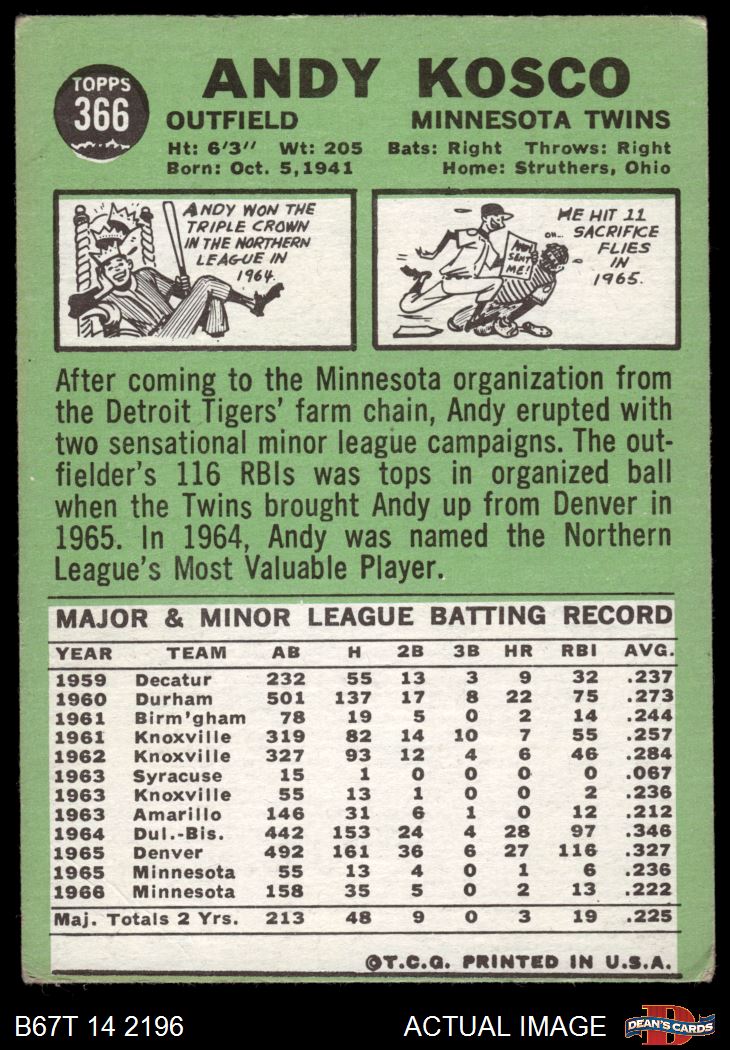 TOPPS
366
ANDY KOSCO
OUTFIELD MINNESOTA TWINS
Ht: 6'3" Wt: 205 Bats: Right Throws: Right
Born: Oct. 5, 1941 Home: Struthers, Ohio
ANDY WON THE
TRIPLE CROWN
IN THE NORTHERN
LEAGUE IN
1964.
HE HIT 11
SACRIFICE
FLIES
IN
1965.
OH...
ANDY
SENT
ME!
After coming to the Minnesota organization from
the Detroit Tigers' farm chain, Andy erupted with
two sensational minor league campaigns. The out-
fielder's 116 RBIs was tops in organized ball
when the Twins brought Andy up from Denver in
1965. In 1964, Andy was named the Northern
League's Most Valuable Player.
MAJOR & MINOR LEAGUE BATTING RECORD
YEAR TEAM AB H 2B 3B HR RBI AVG.
1959 Decatur 232 55 13 3 9 32 .237
1960 Durham 501 137 17 8 22 75 .273
1961 Birm'gham 78 19 5 0 2 14 .244
1961 Knoxville 319 82 14 10 7 55 .257
1962 Knoxville 327 93 12 4 6 46 .284
1963 Syracuse 15 1 0 0 0 0 .067
1963 Knoxville 55 13 1 0 0 2 .236
1963 Amarillo 146 31 6 1 0 12 .212
1964 Dul.-Bis. 442 153 24 4 28 97 .346
1965 Denver 492 161 36 6 27 116 .327
1965 Minnesota 55 13 4 0 1 6 .236
1966 Minnesota 158 35 5 0 2 13 .222
Maj. Totals 2 Yrs. 213 48 9 0 3 19 .225
©T.C.G. PRINTED IN U.S.A.
B67T 14 2196 ACTUAL IMAGE
D
DEAN'S CARDS